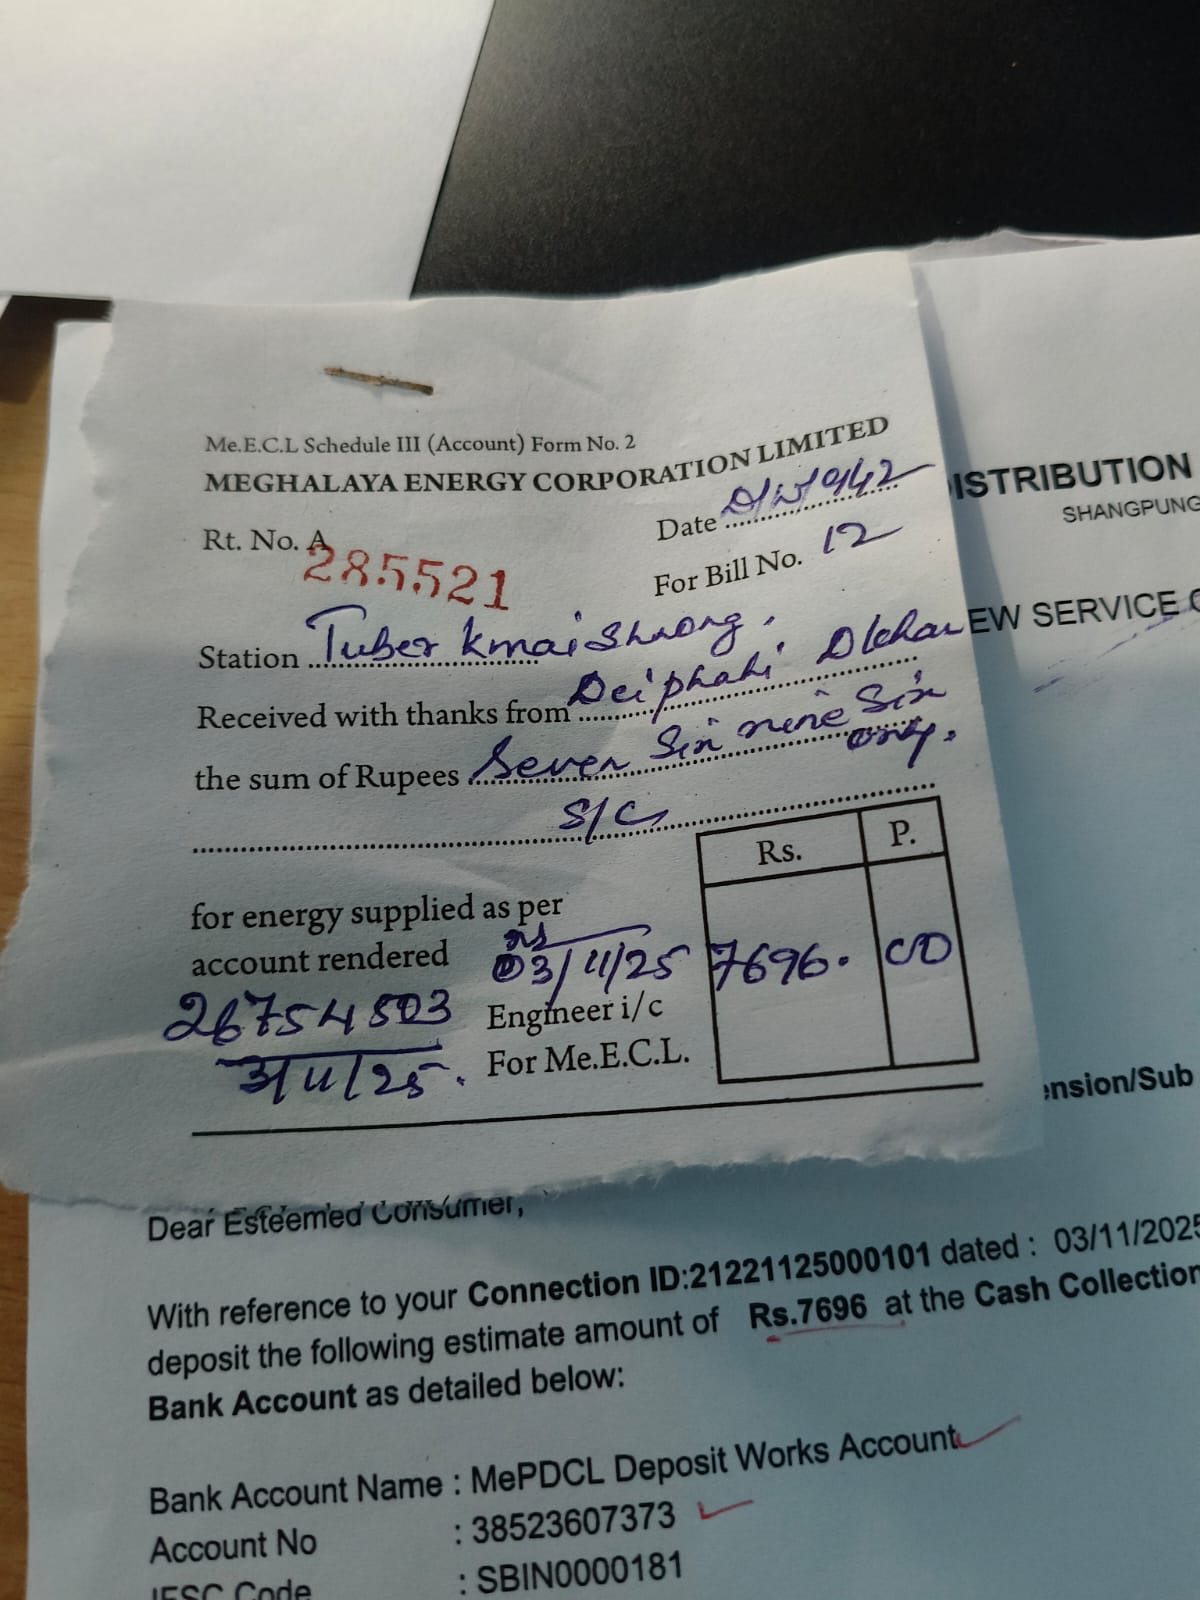 Me.E.C.L Schedule III (Account) Form No. 2
MEGHALAYA ENERGY CORPORATION LIMITED
Date
Rt. No. A 285521
For Bill No. 12
Station Tuber kmaishnong.
Received with thanks from Deiphahi Dkhar
the sum of Rupees Seven Six nine Six
only.
S/C
Rs. P.
for energy supplied as per
account rendered 03/11/25 7696. 00
26754503 Engineer i/c
3/11/25. For Me.E.C.L.
ISTRIBUTION
SHANGPUNG
EW SERVICE
ension/Sub
Dear Esteemed Consumer,
With reference to your Connection ID:21221125000101 dated : 03/11/2025
deposit the following estimate amount of Rs.7696 at the Cash Collection
Bank Account as detailed below:
Bank Account Name : MePDCL Deposit Works Account
Account No : 38523607373
IFSC Code : SBIN0000181